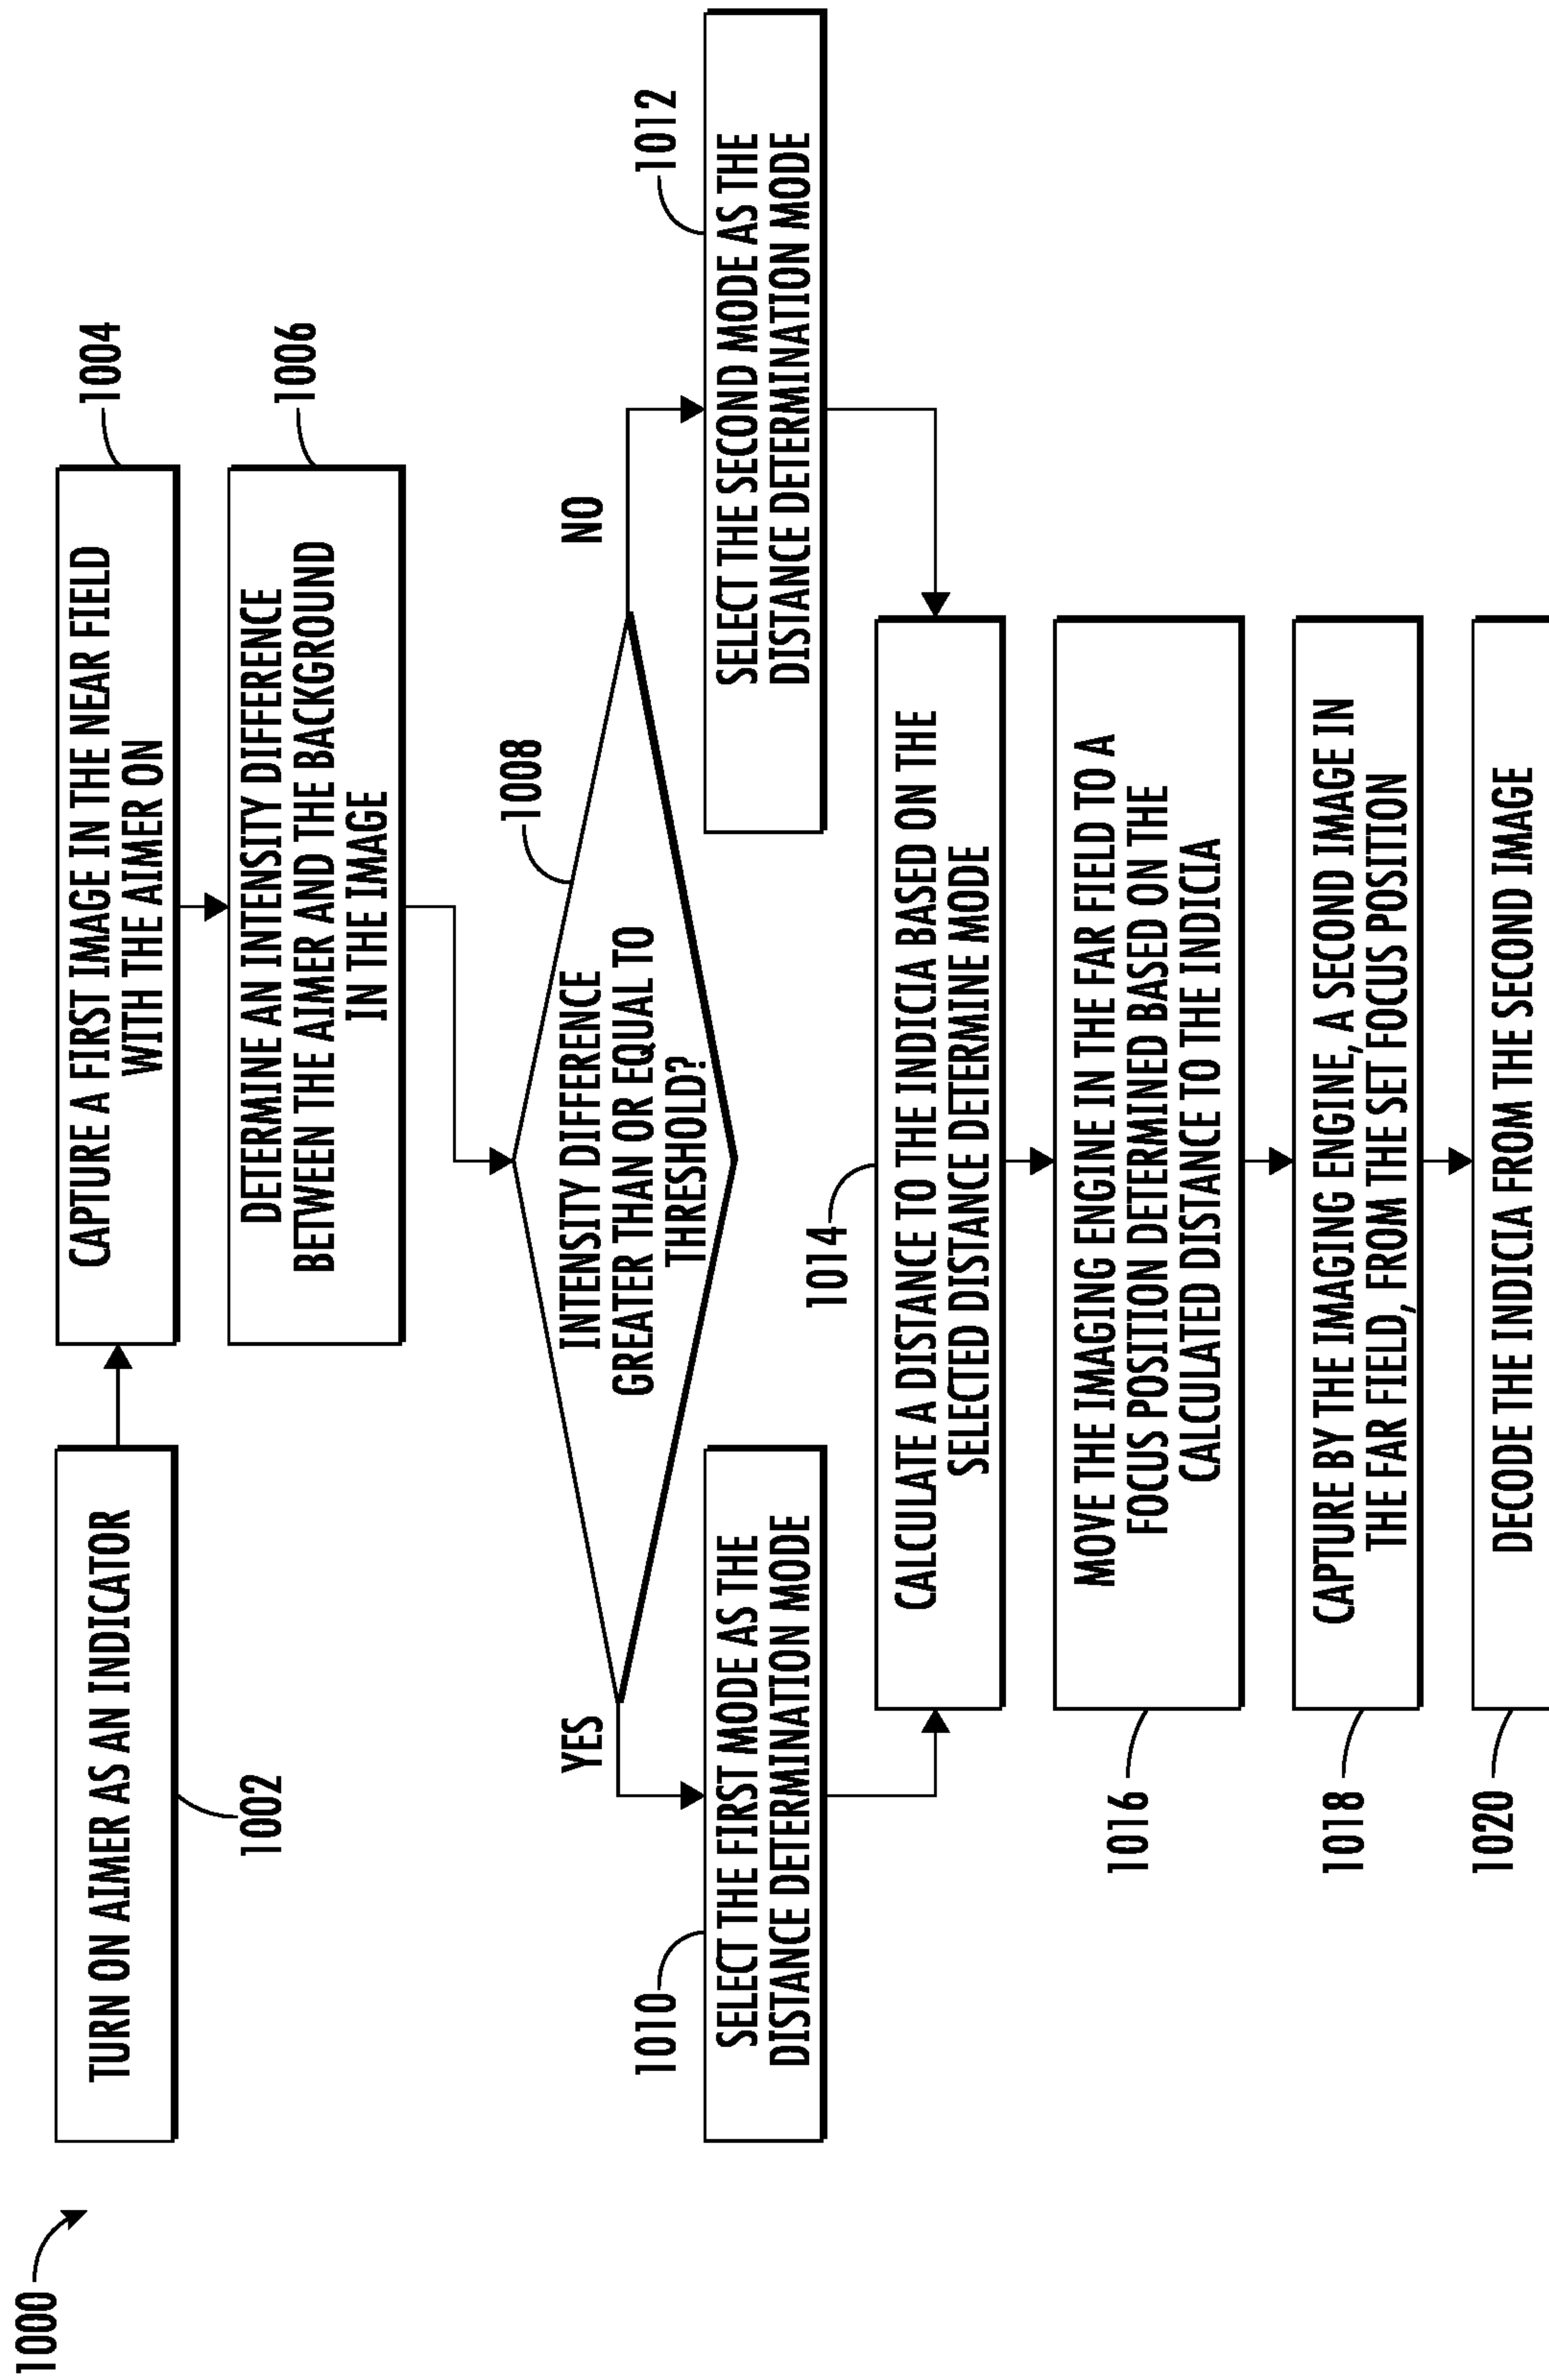 1000
TURN ON AIMER AS AN INDICATOR
1002
CAPTURE A FIRST IMAGE IN THE NEAR FIELD
WITH THE AIMER ON
1004
DETERMINE AN INTENSITY DIFFERENCE
BETWEEN THE AIMER AND THE BACKGROUND
IN THE IMAGE
1006
INTENSITY DIFFERENCE
GREATER THAN OR EQUAL TO
THRESHOLD?
1008
YES
NO
1010
SELECT THE FIRST MODE AS THE
DISTANCE DETERMINATION MODE
1012
SELECT THE SECOND MODE AS THE
DISTANCE DETERMINATION MODE
1014
CALCULATE A DISTANCE TO THE INDICIA BASED ON THE
SELECTED DISTANCE DETERMINE MODE
1016
MOVE THE IMAGING ENGINE IN THE FAR FIELD TO A
FOCUS POSITION DETERMINED BASED ON THE
CALCULATED DISTANCE TO THE INDICIA
1018
CAPTURE BY THE IMAGING ENGINE, A SECOND IMAGE IN
THE FAR FIELD, FROM THE SET FOCUS POSITION
1020
DECODE THE INDICIA FROM THE SECOND IMAGE